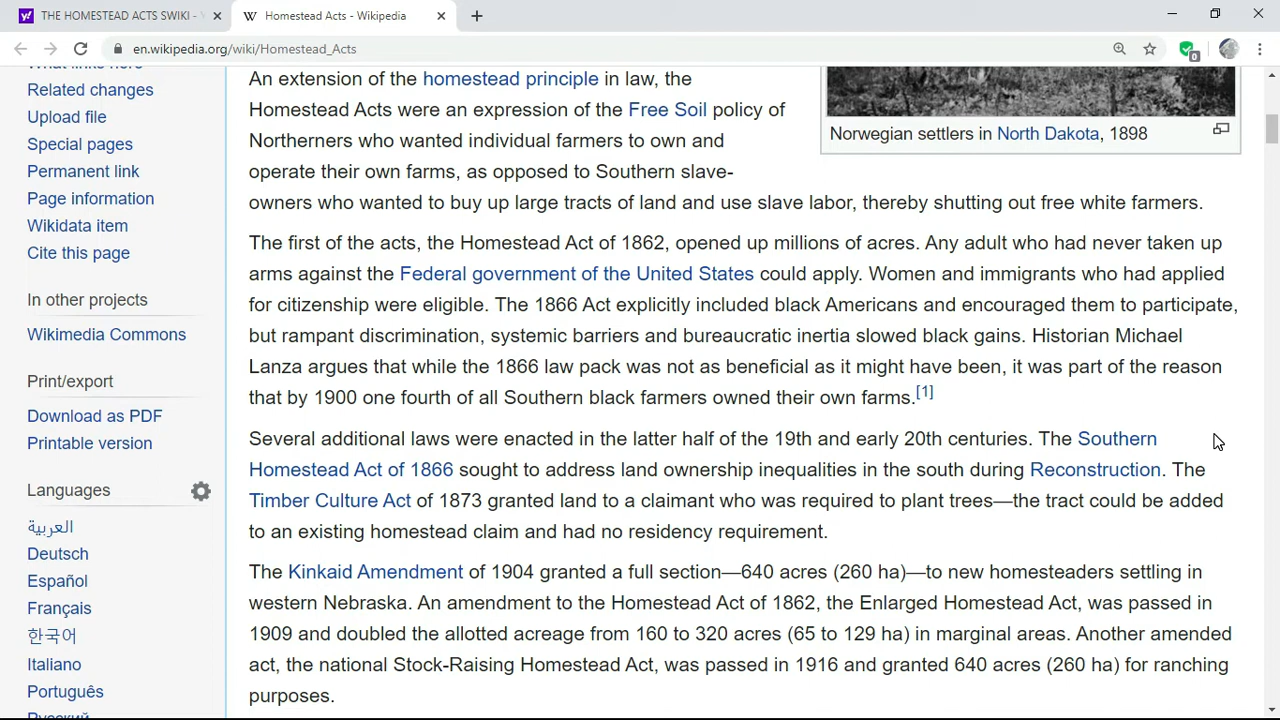 THE HOMESTEAD ACTS SWIKI -
Homestead Acts - Wikipedia
en.wikipedia.org/wiki/Homestead_Acts
0
What links here
Related changes
Upload file
Special pages
Permanent link
Page information
Wikidata item
Cite this page
In other projects
Wikimedia Commons
Print/export
Download as PDF
Printable version
Languages
العربية
Deutsch
Español
Français
한국어
Italiano
Português
Русский
An extension of the homestead principle in law, the
Homestead Acts were an expression of the Free Soil policy of
Northerners who wanted individual farmers to own and
operate their own farms, as opposed to Southern slave-
owners who wanted to buy up large tracts of land and use slave labor, thereby shutting out free white farmers.
Norwegian settlers in North Dakota, 1898
The first of the acts, the Homestead Act of 1862, opened up millions of acres. Any adult who had never taken up
arms against the Federal government of the United States could apply. Women and immigrants who had applied
for citizenship were eligible. The 1866 Act explicitly included black Americans and encouraged them to participate,
but rampant discrimination, systemic barriers and bureaucratic inertia slowed black gains. Historian Michael
Lanza argues that while the 1866 law pack was not as beneficial as it might have been, it was part of the reason
that by 1900 one fourth of all Southern black farmers owned their own farms.[1]
Several additional laws were enacted in the latter half of the 19th and early 20th centuries. The Southern
Homestead Act of 1866 sought to address land ownership inequalities in the south during Reconstruction. The
Timber Culture Act of 1873 granted land to a claimant who was required to plant trees—the tract could be added
to an existing homestead claim and had no residency requirement.
The Kinkaid Amendment of 1904 granted a full section—640 acres (260 ha)—to new homesteaders settling in
western Nebraska. An amendment to the Homestead Act of 1862, the Enlarged Homestead Act, was passed in
1909 and doubled the allotted acreage from 160 to 320 acres (65 to 129 ha) in marginal areas. Another amended
act, the national Stock-Raising Homestead Act, was passed in 1916 and granted 640 acres (260 ha) for ranching
purposes.